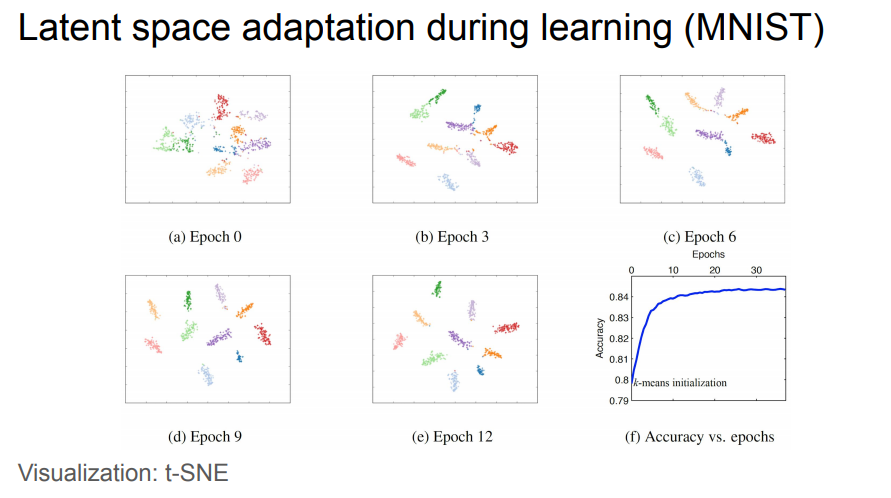 Latent space adaptation during learning (MNIST)
(a) Epoch 0
(b) Epoch 3
(c) Epoch 6
Epochs
0 10 20 30
0.84
0.83
0.82
0.81
0.8
0.79
Accuracy
k-means initialization
(d) Epoch 9
(e) Epoch 12
(f) Accuracy vs. epochs
Visualization: t-SNE